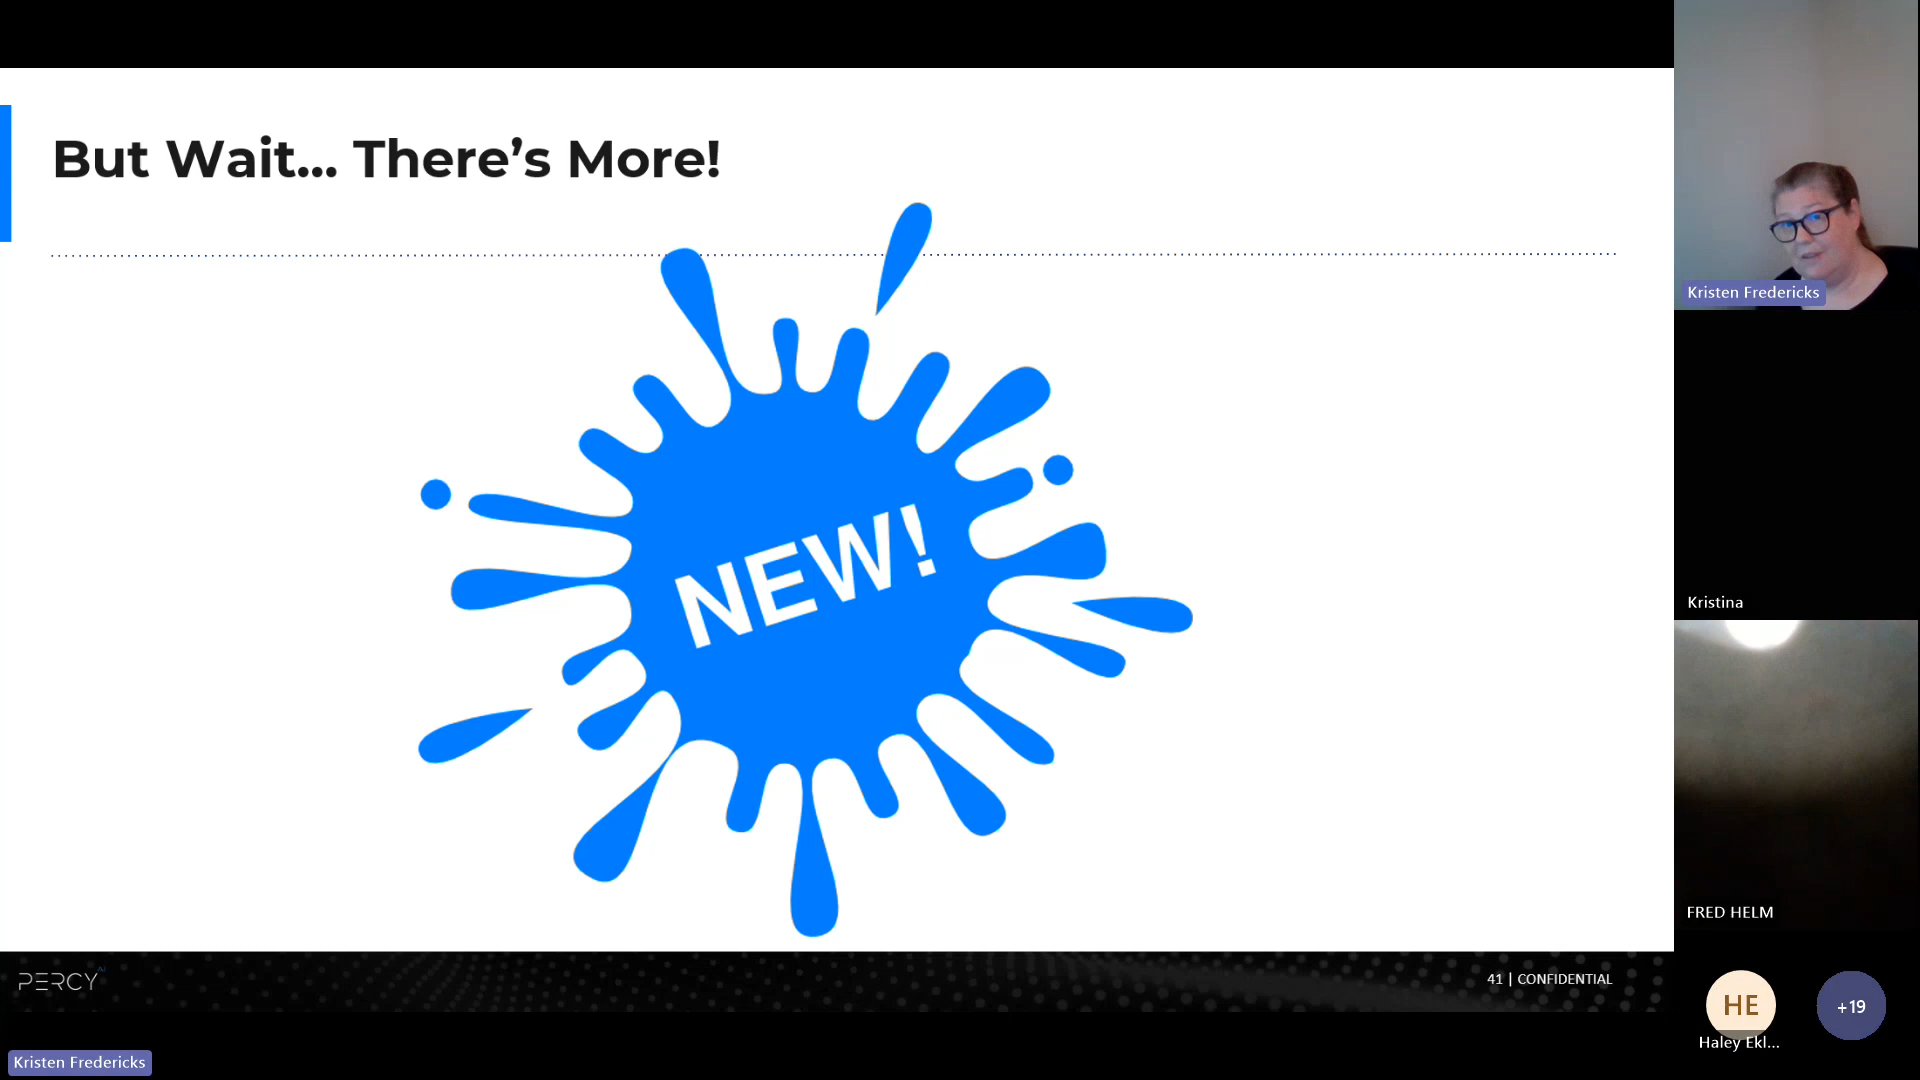 But Wait... There’s More!
NEW!
PERCY AI
41 | CONFIDENTIAL
Kristen Fredericks
Kristen Fredericks
Kristina
FRED HELM
HE
Haley Ekl...
+19